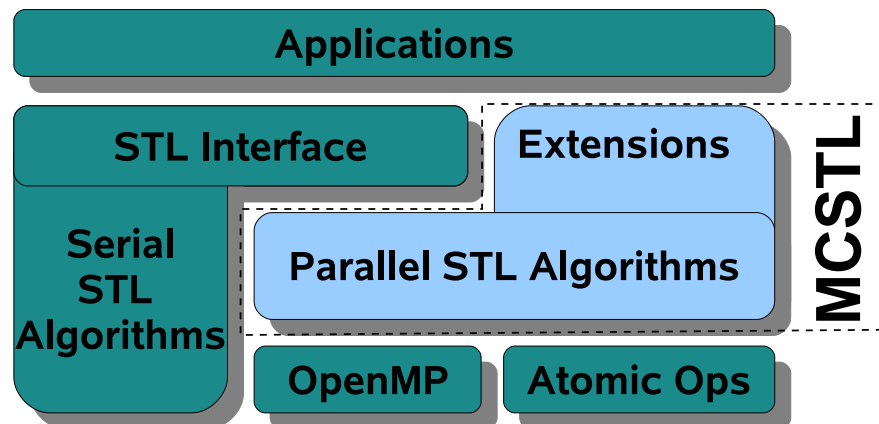 Applications
STL Interface
Extensions
MCSTL
Serial
STL
Algorithms
Parallel STL Algorithms
OpenMP
Atomic Ops